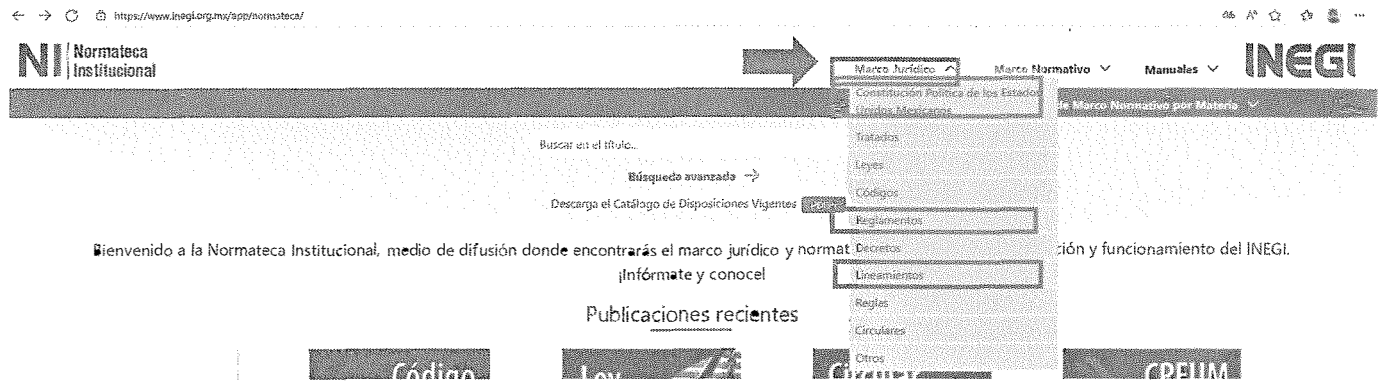 https://www.inegi.org.mx/app/normateca/
NI Normateca
Institucional
Marco Jurídico
Marco Normativo
Manuales
INEGI
Constitución Política de los Estados
Unidos Mexicanos
de Marco Normativo por Materia
Tratados
Buscar en el título...
Leyes
Búsqueda avanzada
Códigos
Descarga el Catálogo de Disposiciones Vigentes
Reglamentos
Bienvenido a la Normateca Institucional, medio de difusión donde encontrarás el marco jurídico y normat
Decretos
ción y funcionamiento del INEGI.
¡Infórmate y conoce!
Lineamientos
Reglas
Publicaciones recientes
Circulares
Otros
Código
Ley
Circular
CPEUM